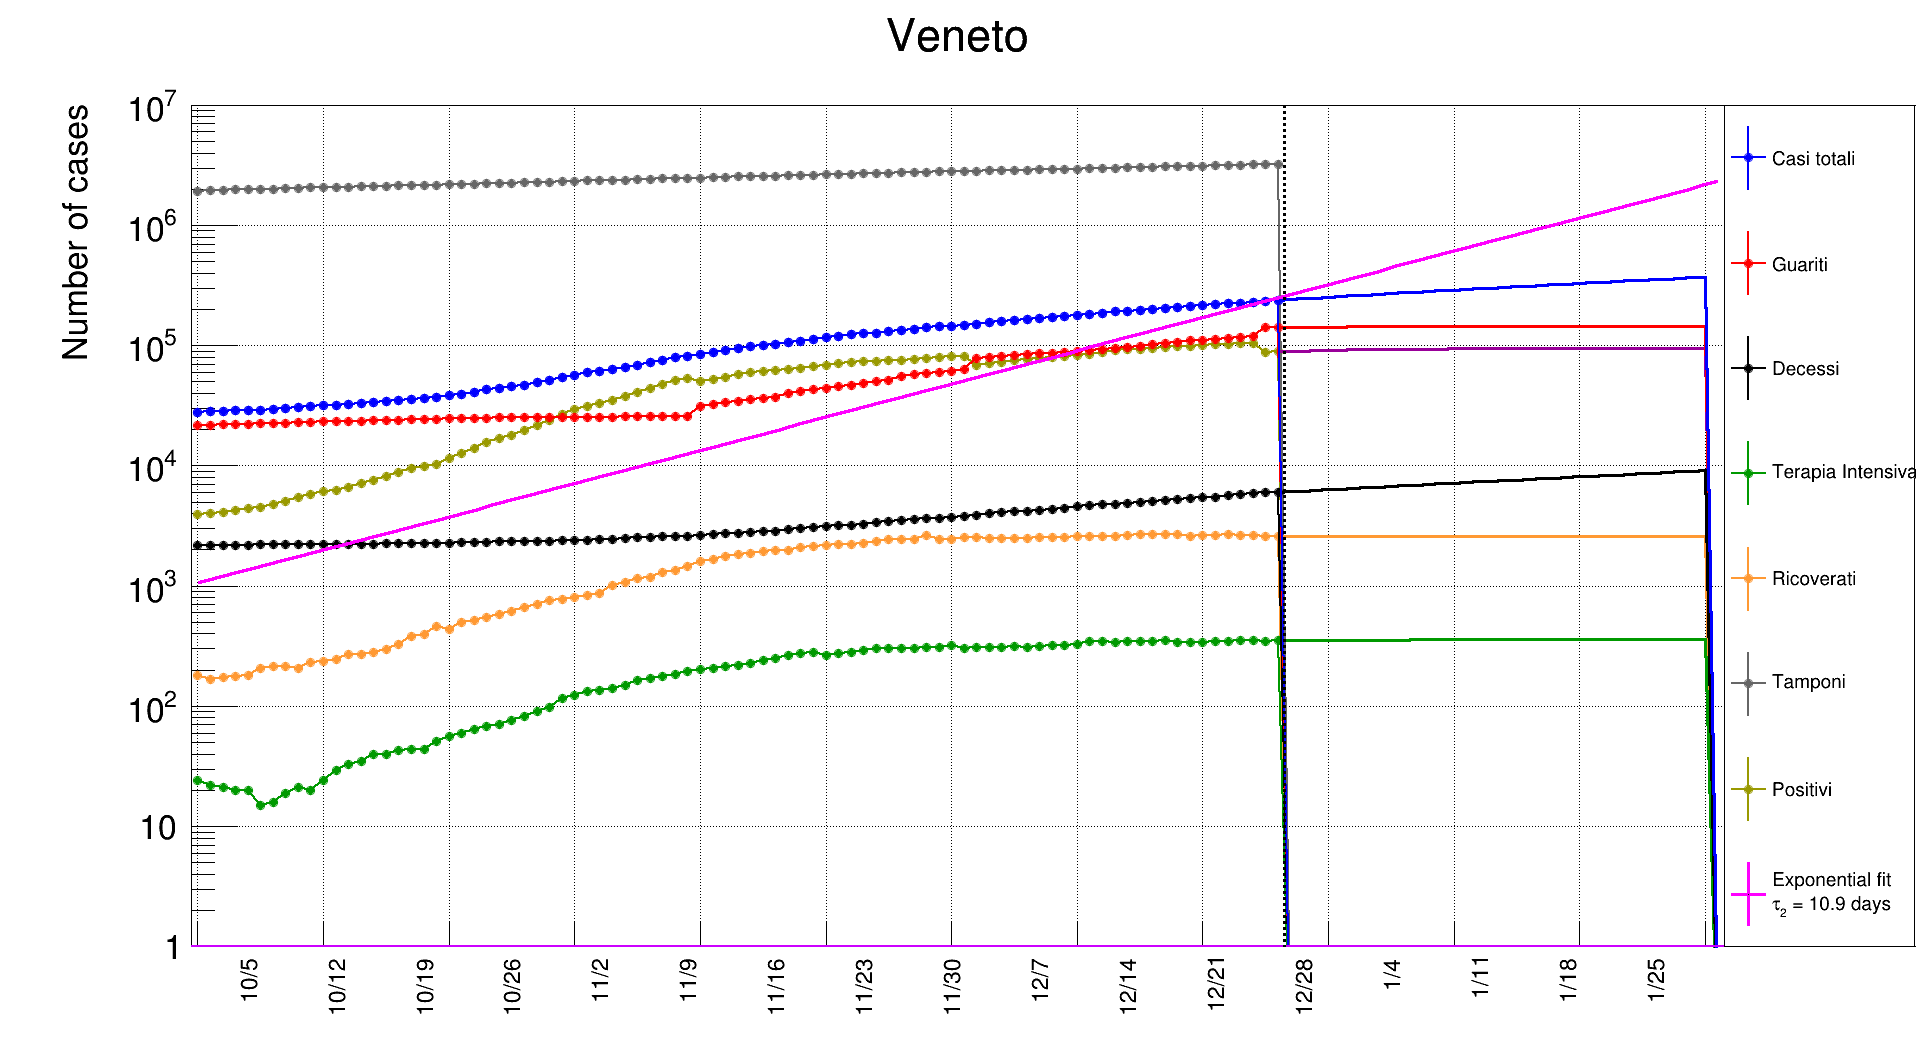 Veneto
Number of cases
10^7
10^6
10^5
10^4
10^3
10^2
10
1
10/5
10/12
10/19
10/26
11/2
11/9
11/16
11/23
11/30
12/7
12/14
12/21
12/28
1/4
1/11
1/18
1/25
Casi totali
Guariti
Decessi
Terapia Intensiva
Ricoverati
Tamponi
Positivi
Exponential fit
τ_2 = 10.9 days